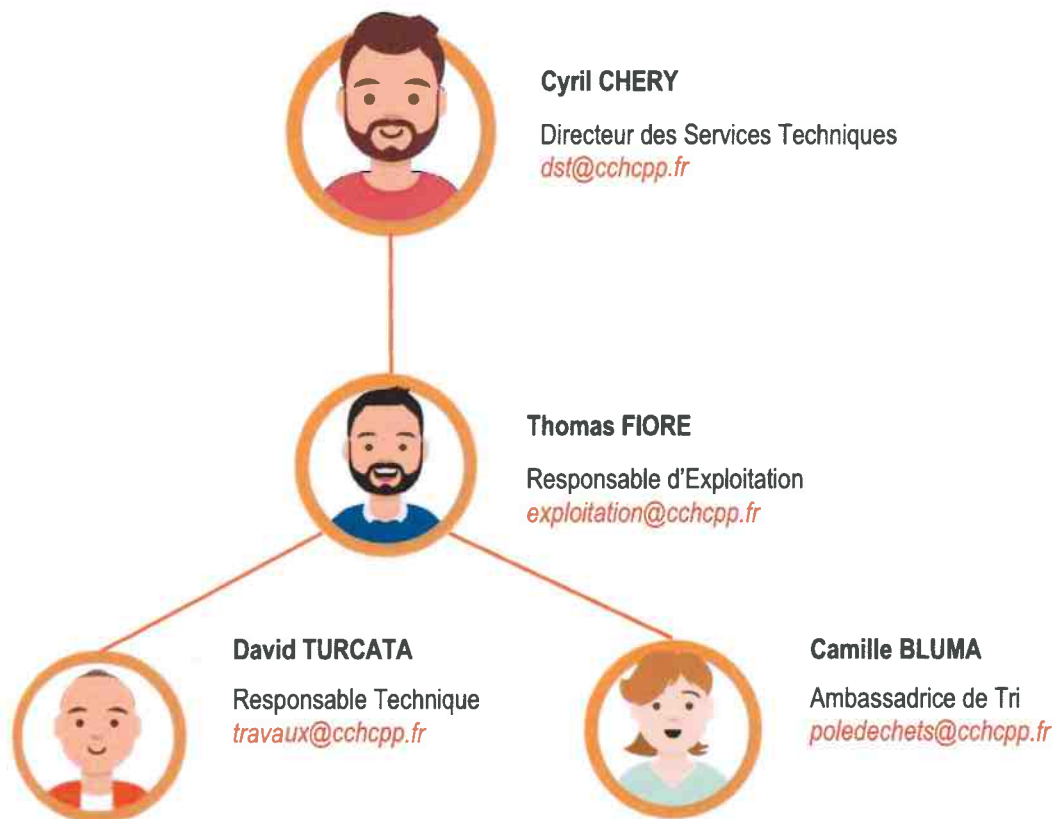 Cyril CHERY
Directeur des Services Techniques
dst@cchcpp.fr
Thomas FIORE
Responsable d'Exploitation
exploitation@cchcpp.fr
David TURCATA
Responsable Technique
travaux@cchcpp.fr
Camille BLUMA
Ambassadrice de Tri
poledechets@cchcpp.fr